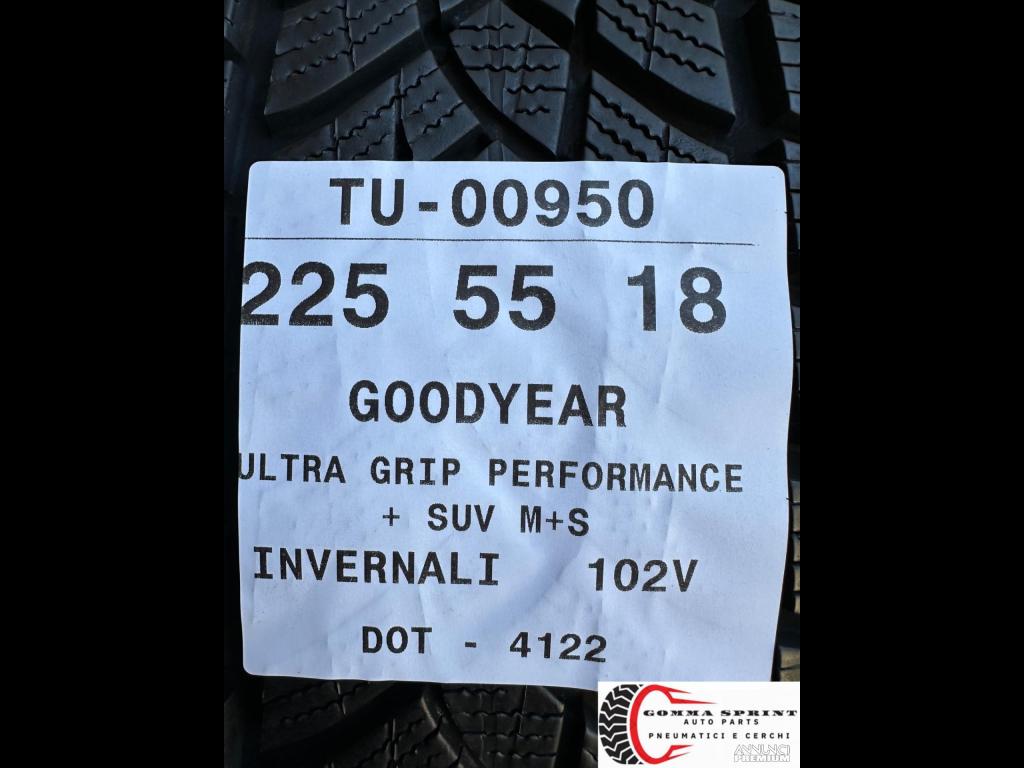 TU-00950
225 55 18
GOODYEAR
ULTRA GRIP PERFORMANCE
+ SUV M+S
INVERNALI 102V
DOT - 4122
GOMMA SPRINT
AUTO PARTS
PNEUMATICI E CERCHI
ANNUNCI
PREMIUM